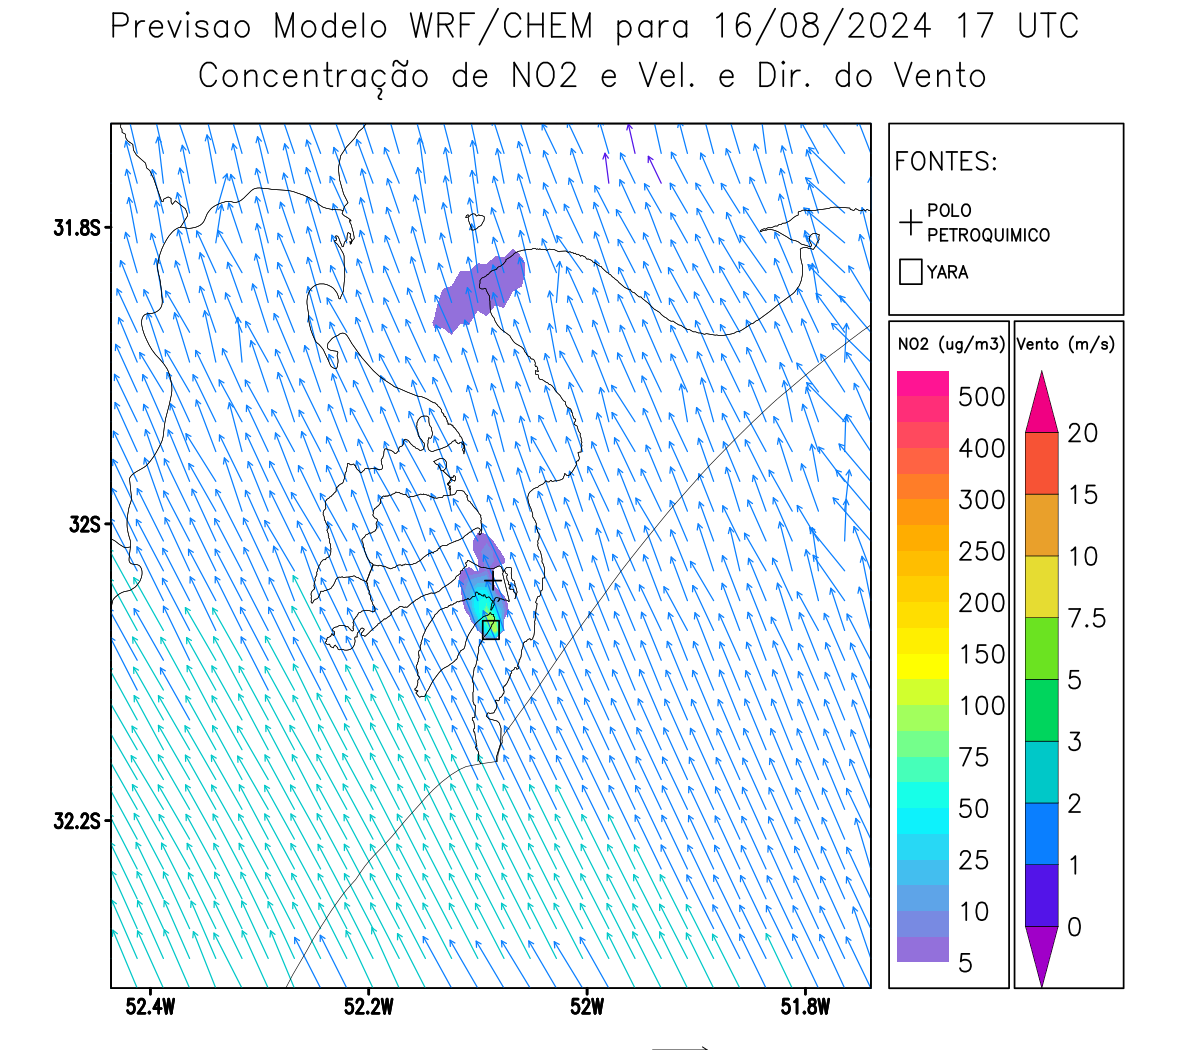 Previsao Modelo WRF/CHEM para 16/08/2024 17 UTC
Concentração de NO2 e Vel. e Dir. do Vento
FONTES:
POLO
PETROQUIMICO
YARA
NO2 (ug/m3)
500
400
300
250
200
150
100
75
50
25
10
5
Vento (m/s)
20
15
10
7.5
5
3
2
1
0
31.8S
32S
32.2S
52.4W
52.2W
52W
51.8W